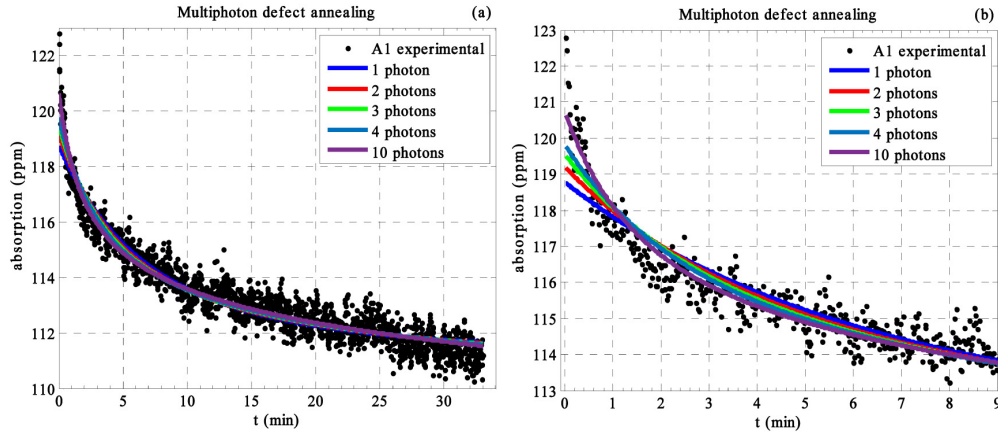 Multiphoton defect annealing
(a)
A1 experimental
1 photon
2 photons
3 photons
4 photons
10 photons
absorption (ppm)
122
120
118
116
114
112
110
0 5 10 15 20 25 30
t (min)
Multiphoton defect annealing
(b)
A1 experimental
1 photon
2 photons
3 photons
4 photons
10 photons
absorption (ppm)
123
122
121
120
119
118
117
116
115
114
113
0 1 2 3 4 5 6 7 8 9
t (min)